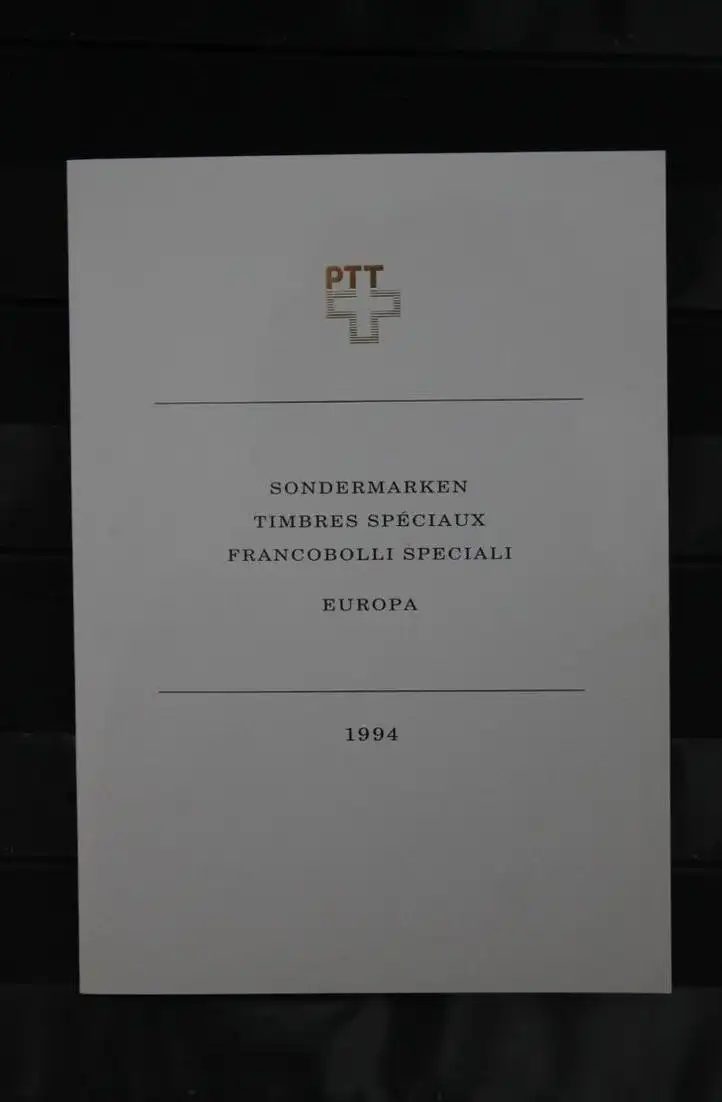 PTT
SONDERMARKEN
TIMBRES SPÉCIAUX
FRANCOBOLLI SPECIALI
EUROPA
1994